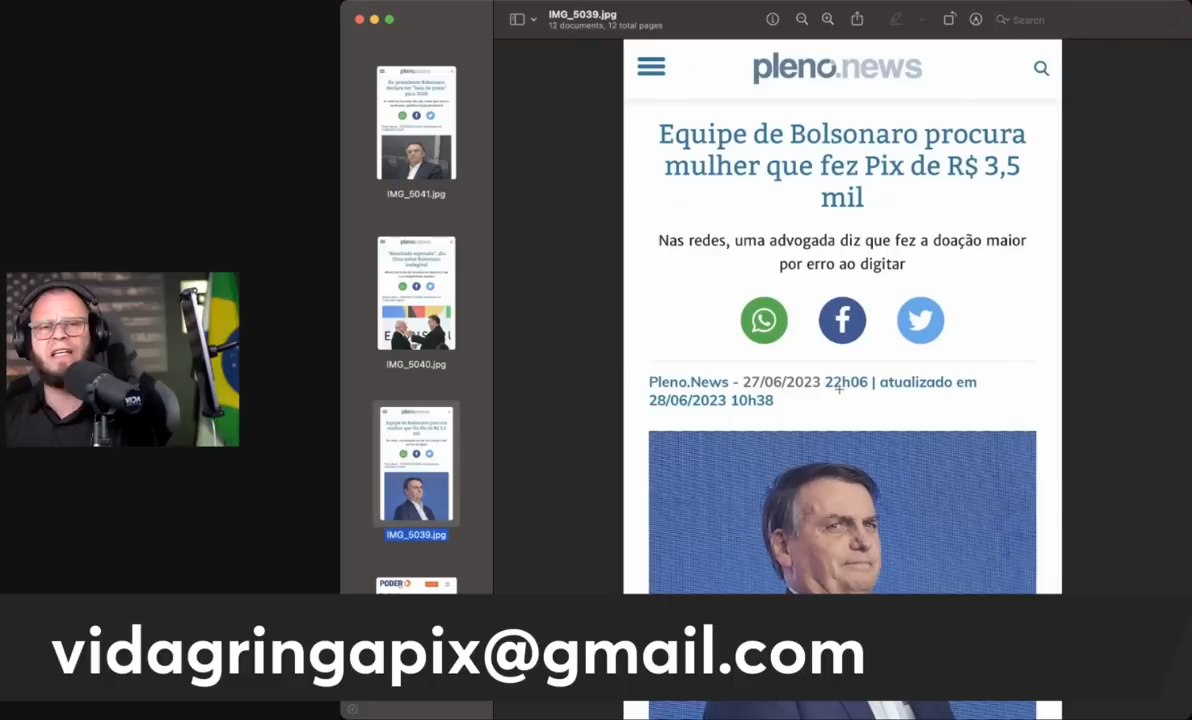 IMG_5039.jpg
12 documents, 12 total pages
Search
IMG_5041.jpg
IMG_5040.jpg
IMG_5039.jpg
PODER
pleno.news
Equipe de Bolsonaro procura
mulher que fez Pix de R$ 3,5
mil
Nas redes, uma advogada diz que fez a doação maior
por erro ao digitar
Pleno.News - 27/06/2023 22h06 | atualizado em
28/06/2023 10h38
vidagringapix@gmail.com